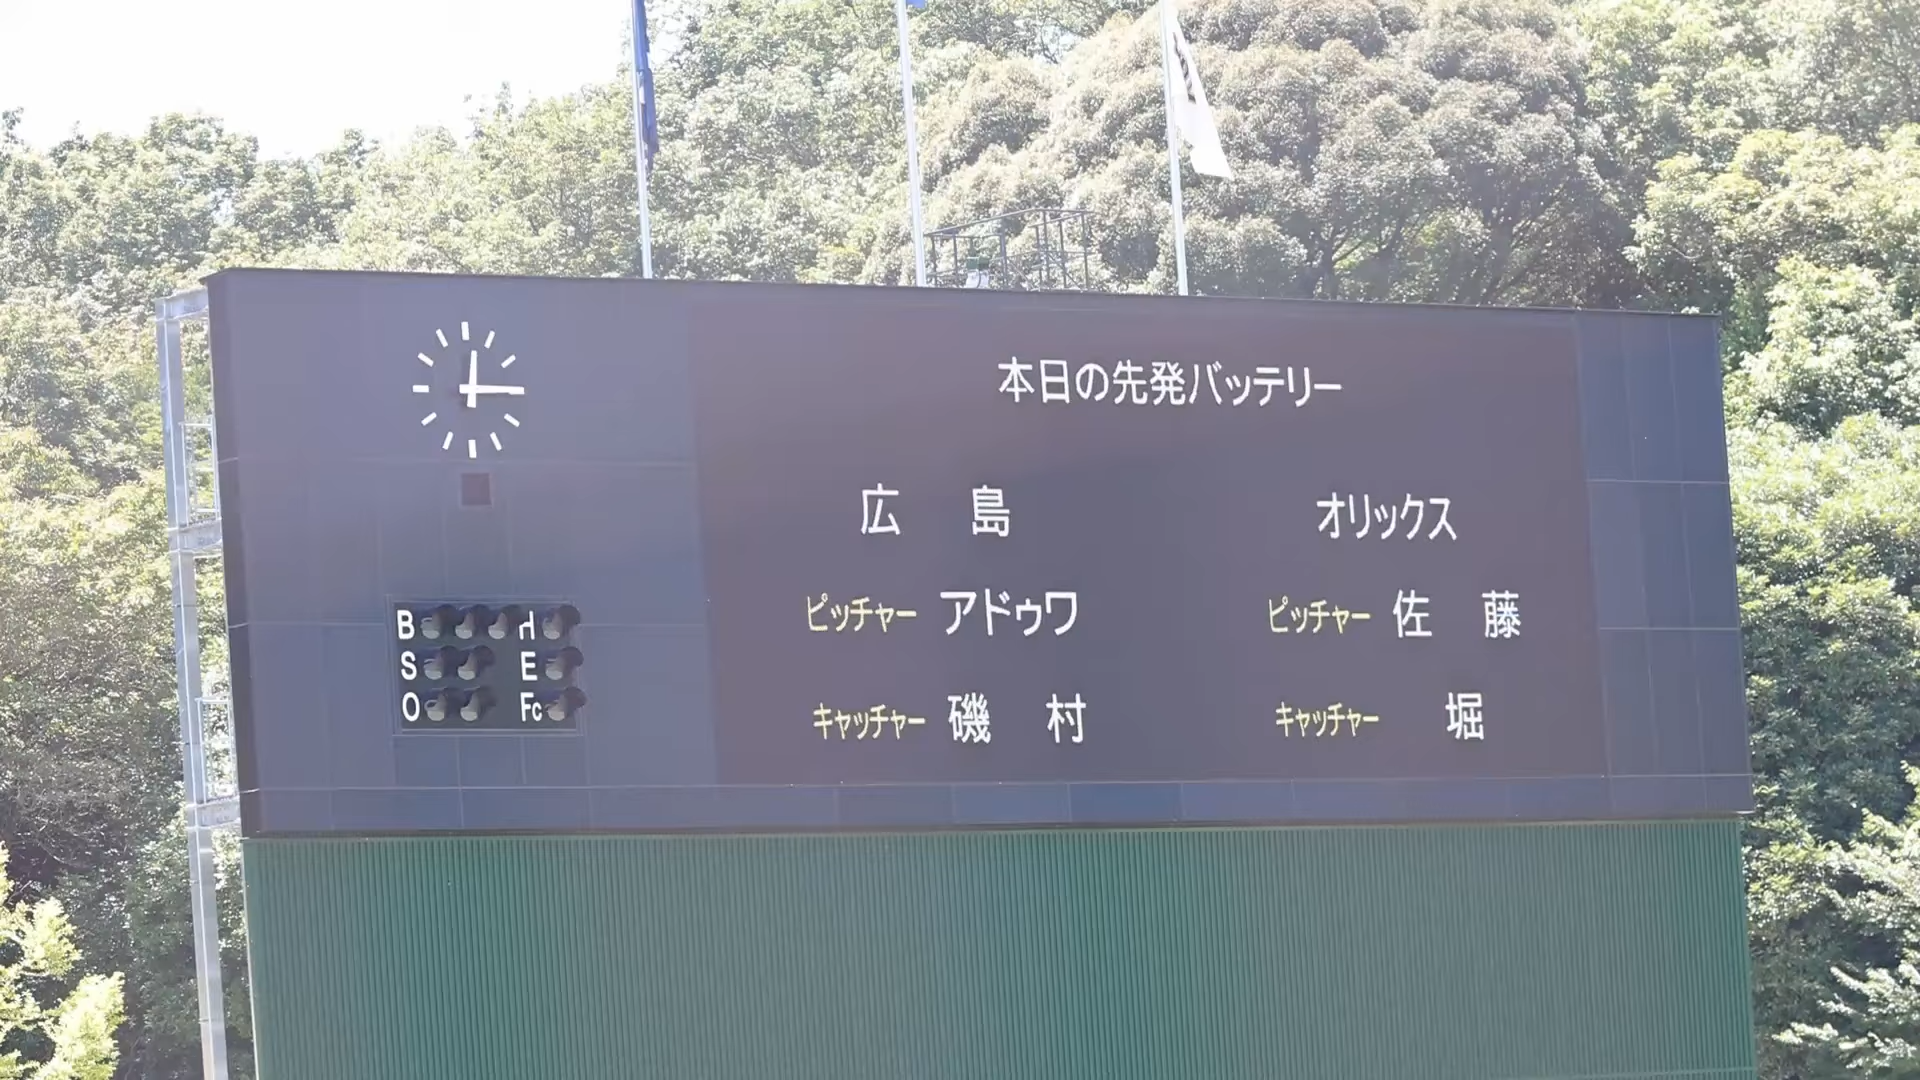 本日の先発バッテリー
広島 オリックス
ピッチャー アドゥワ ピッチャー 佐藤
キャッチャー 磯村 キャッチャー 堀
B H
S E
O Fc